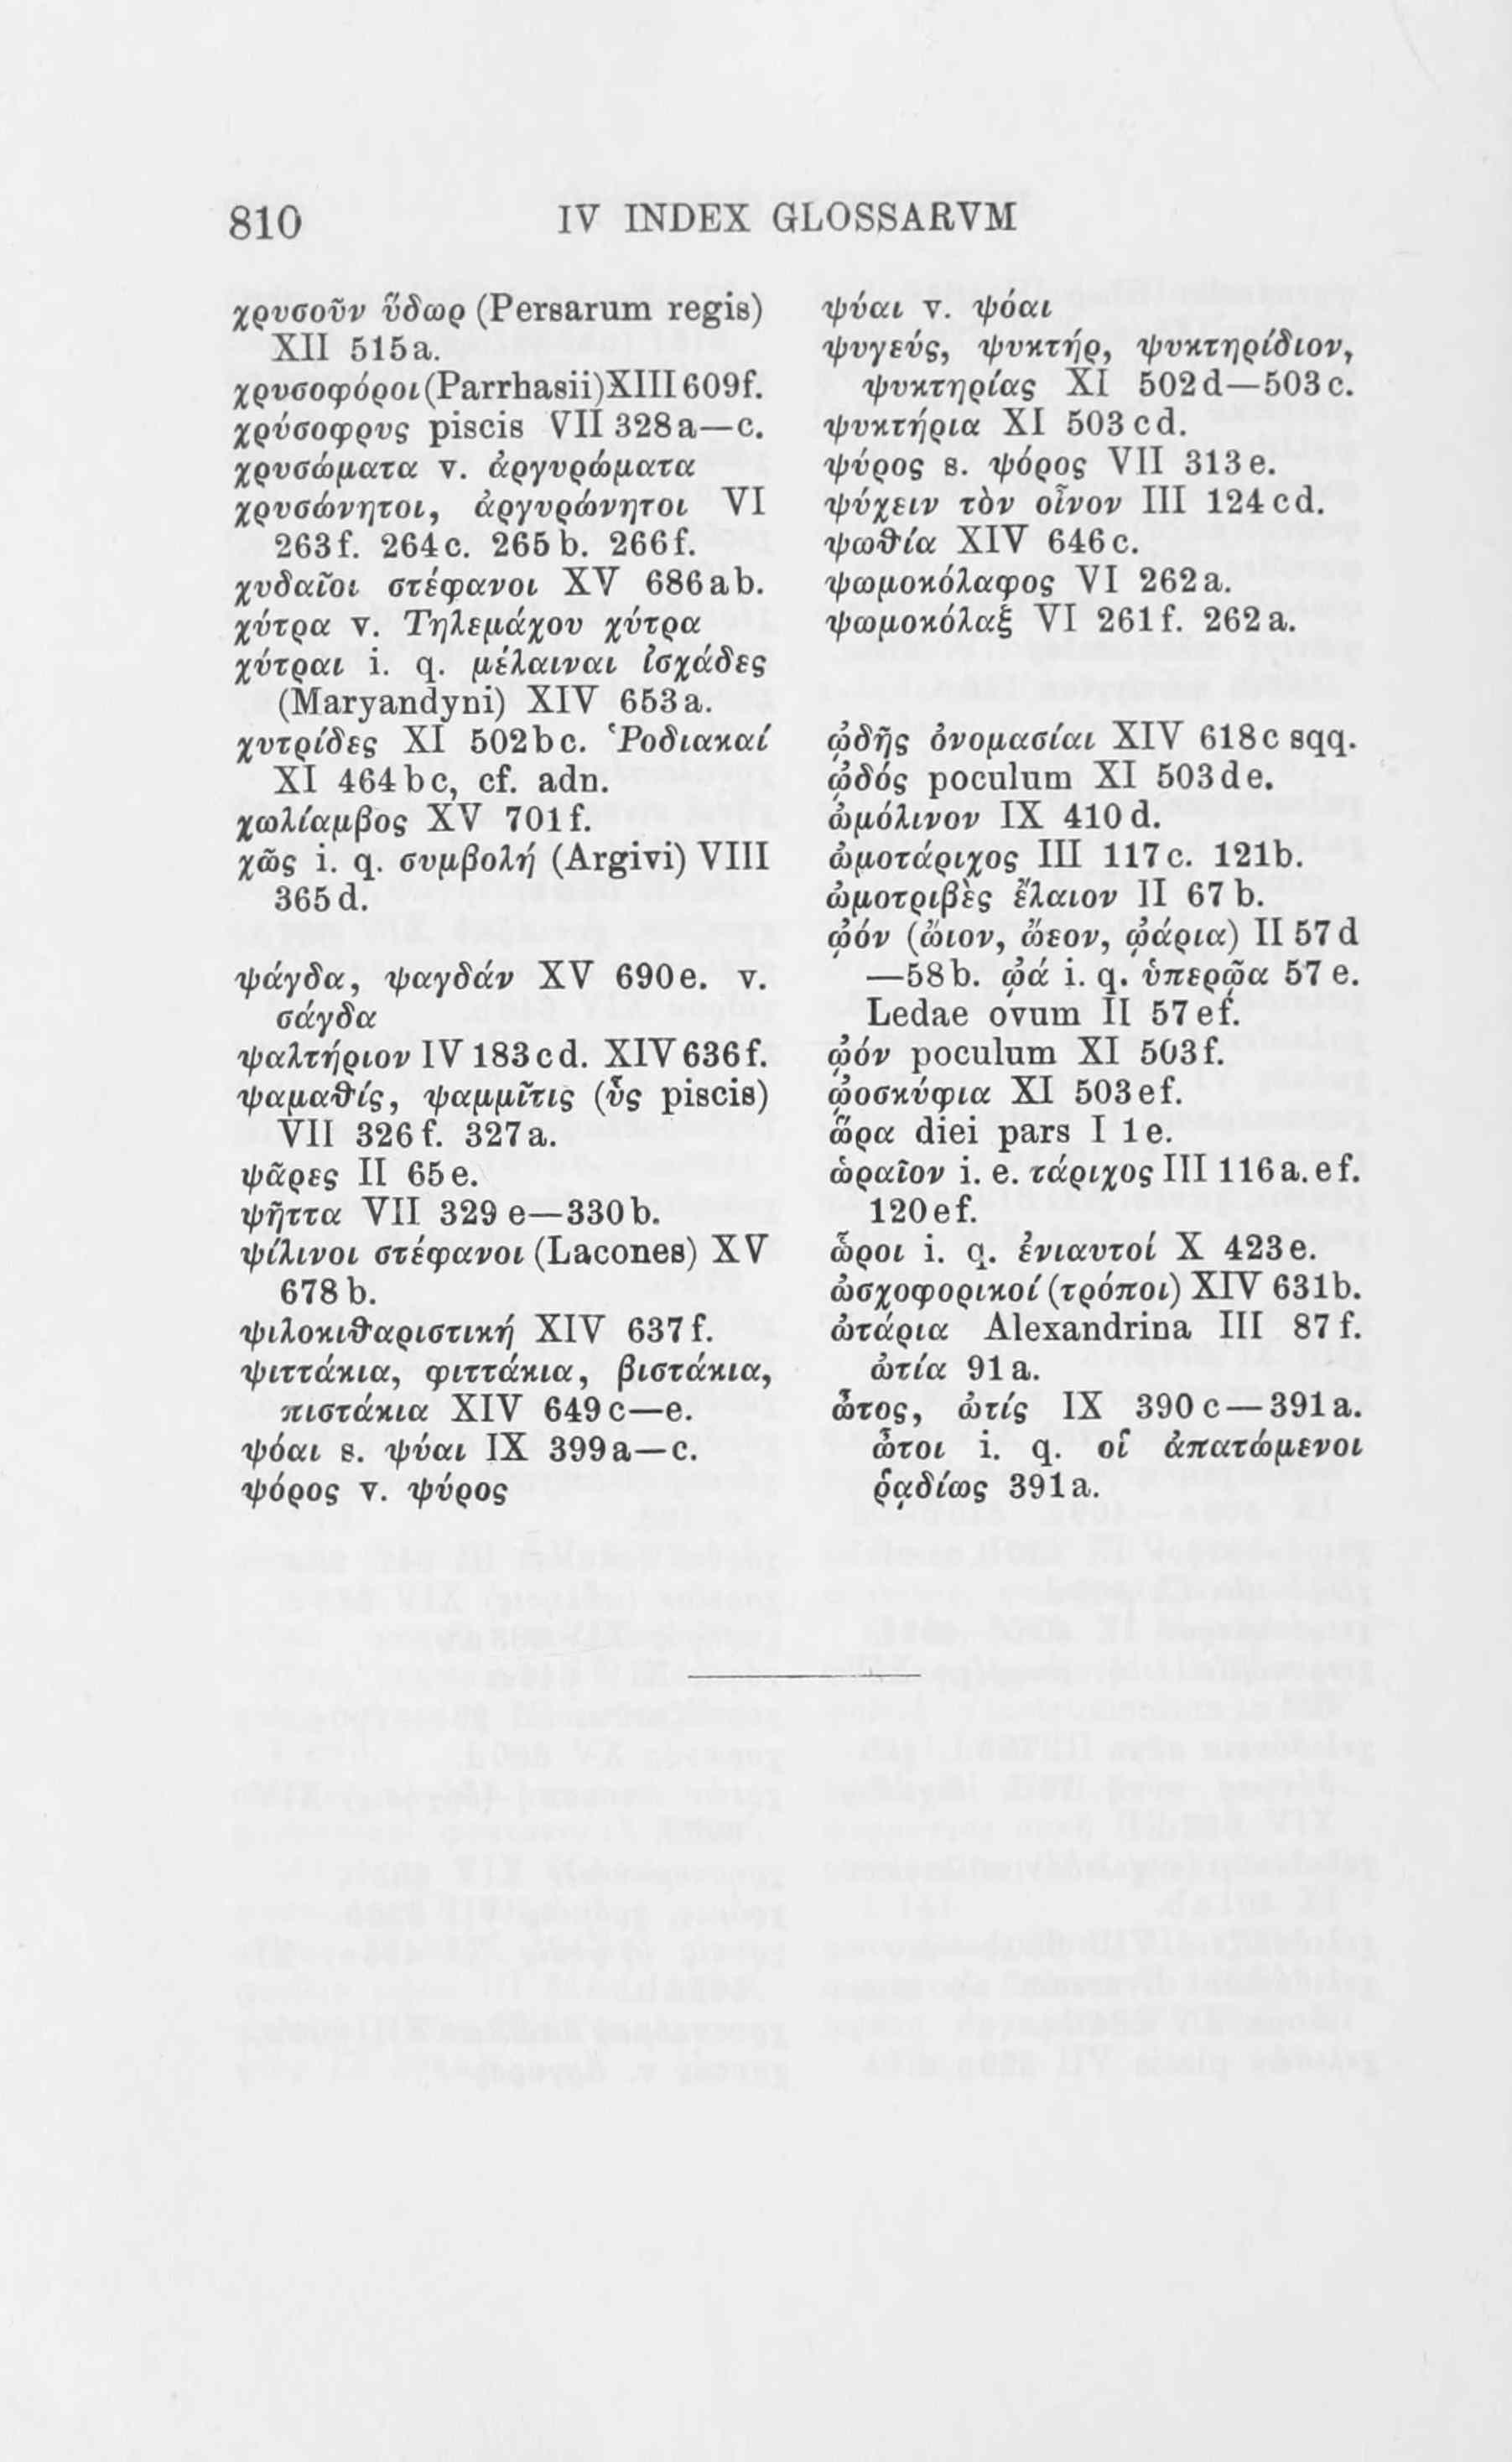 810
IV INDEX GLOSSARVM
χρυσοῦν ὕδωρ (Persarum regis)
XII 515a.
χρυσοφόροι (Parrhasii) XIII 609f.
χρύσοφρυς piscis VII 328a—c.
χρυσώματα v. ἀργυρώματα
χρυσώνητοι, ἀργυρώνητοι VI
263f. 264c. 265b. 266f.
χυδαῖοι στέφανοι XV 686ab.
χύτρα v. Τηλεμάχου χύτρα
χύτραι i. q. μέλαιναι ἰσχάδες
(Maryandyni) XIV 653a.
χυτρίδες XI 502bc. Ῥοδιακαί
XI 464bc, cf. adn.
χωλίαμβος XV 701f.
χῶς i. q. συμβολή (Argivi) VIII
365d.
ψάγδα, ψαγδάν XV 690e. v.
σάγδα
ψαλτήριον IV 183cd. XIV 636f.
ψαμαθίς, ψαμμῖτις (ὗς piscis)
VII 326f. 327a.
ψᾶρες II 65e.
ψῆττα VII 329e—330b.
ψίλινοι στέφανοι (Lacones) XV
678b.
ψιλοκιθαριστική XIV 637f.
ψιττάκια, φιττάκια, βιστάκια,
πιστάκια XIV 649c—e.
ψόαι s. ψύαι IX 399a—c.
ψόρος v. ψύρος
ψύαι v. ψόαι
ψυγεύς, ψυκτήρ, ψυκτηρίδιον,
ψυκτηρίας XI 502d—503c.
ψυκτήρια XI 503cd.
ψύρος s. ψόρος VII 313e.
ψύχειν τὸν οἶνον III 124cd.
ψωθία XIV 646c.
ψωμοκόλαφος VI 262a.
ψωμοκόλαξ VI 261f. 262a.
ᾠδῆς ὀνομασίαι XIV 618c sqq.
ᾠδός poculum XI 503de.
ὠμόλινον IX 410d.
ὠμοτάριχος III 117c. 121b.
ὠμοτριβὲς ἔλαιον II 67b.
ᾠόν (ὤιον, ὤεον, ᾠάρια) II 57d
—58b. ᾠά i. q. ὑπερῷα 57e.
Ledae ovum II 57ef.
ᾠόν poculum XI 503f.
ᾠοσκύφια XI 503ef.
ὥρα diei pars I 1e.
ὡραῖον i. e. τάριχος III 116a. ef.
120ef.
ὧροι i. q. ἐνιαυτοί X 423e.
ὠσχοφορικοί (τρόποι) XIV 631b.
ὠτάρια Alexandrina III 87f.
ὠτία 91a.
ὦτος, ὠτίς IX 390c—391a.
ὦτοι i. q. οἱ ἀπατώμενοι
ῥᾳδίως 391a.